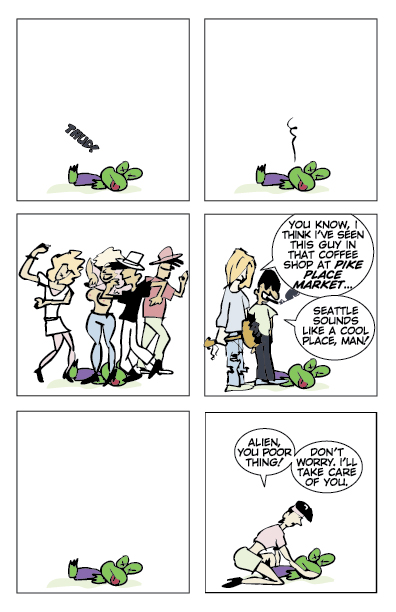 THUD!
YOU KNOW, I
THINK I'VE SEEN
THIS GUY IN
THAT COFFEE
SHOP AT PIKE
PLACE
MARKET...
SEATTLE
SOUNDS
LIKE A COOL
PLACE, MAN!
ALIEN,
YOU POOR
THING!
DON'T
WORRY. I'LL
TAKE CARE
OF YOU.